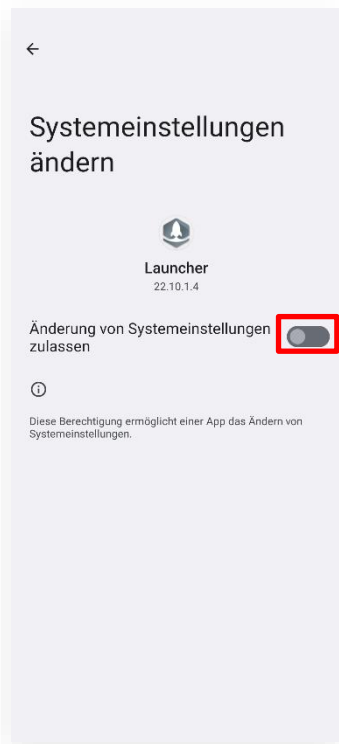 Systemeinstellungen
ändern
Launcher
22.10.1.4
Änderung von Systemeinstellungen
zulassen
Diese Berechtigung ermöglicht einer App das Ändern von
Systemeinstellungen.